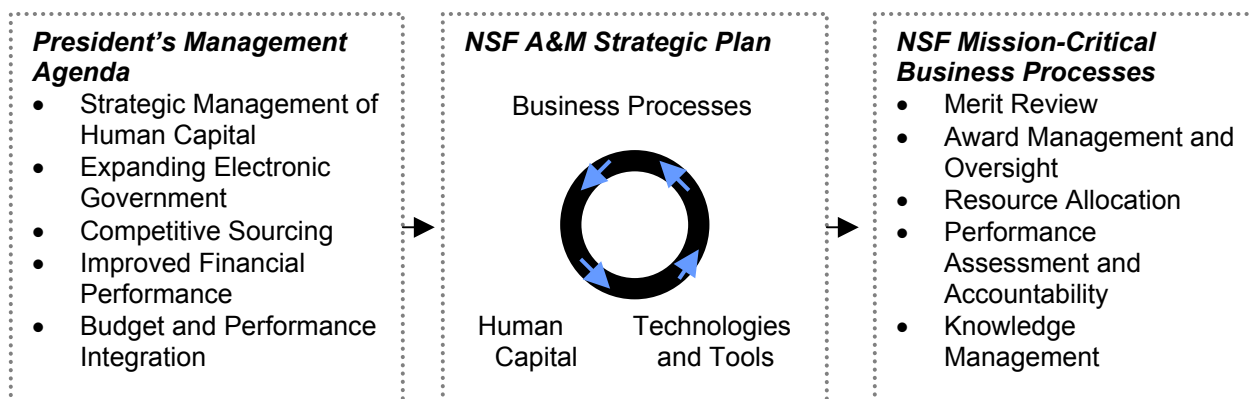 President’s Management
Agenda
• Strategic Management of
Human Capital
• Expanding Electronic
Government
• Competitive Sourcing
• Improved Financial
Performance
• Budget and Performance
Integration
NSF A&M Strategic Plan
Business Processes
Human
Capital
Technologies
and Tools
NSF Mission-Critical
Business Processes
• Merit Review
• Award Management and
Oversight
• Resource Allocation
• Performance
Assessment and
Accountability
• Knowledge
Management